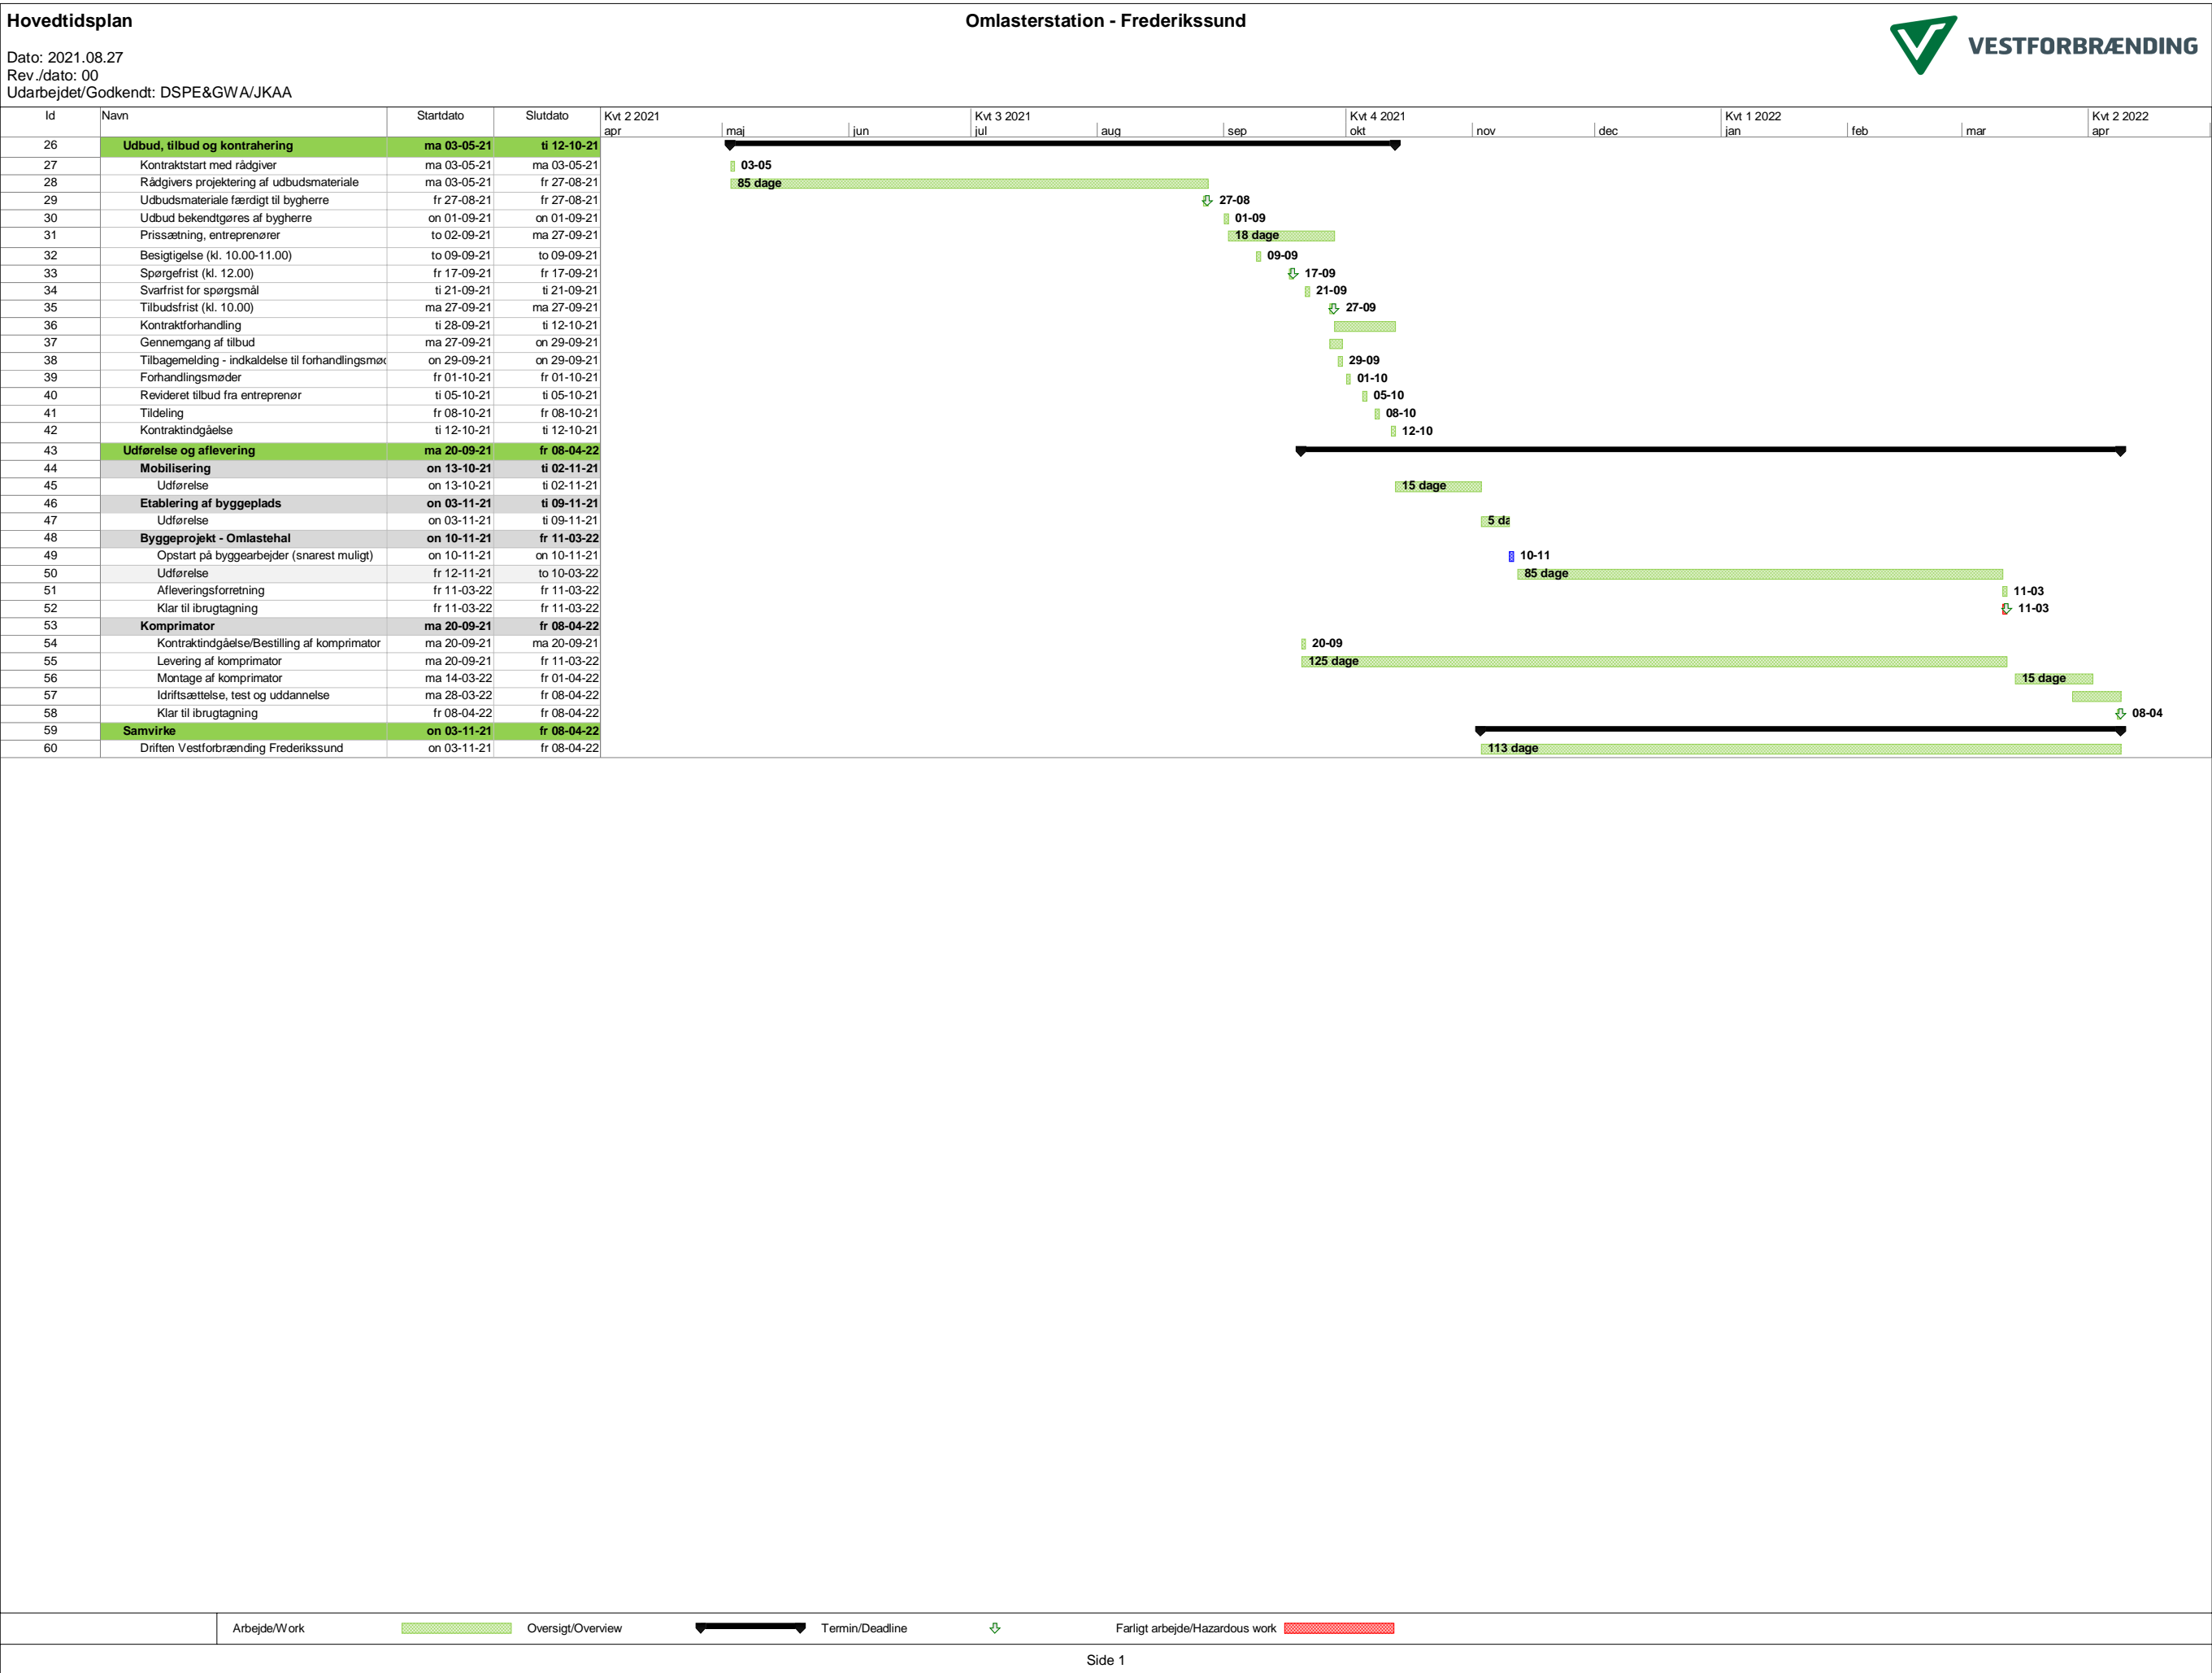 Hovedtidsplan
Omlasterstation - Frederikssund
VESTFORBRÆNDING
Dato: 2021.08.27
Rev./dato: 00
Udarbejdet/Godkendt: DSPE&GWA/JKAA
Id Navn Startdato Slutdato Kvt 2 2021 Kvt 3 2021 Kvt 4 2021 Kvt 1 2022 Kvt 2 2022
apr maj jun jul aug sep okt nov dec jan feb mar apr
26 Udbud, tilbud og kontrahering ma 03-05-21 ti 12-10-21
27 Kontraktstart med rådgiver ma 03-05-21 ma 03-05-21 03-05
28 Rådgivers projektering af udbudsmateriale ma 03-05-21 fr 27-08-21 85 dage
29 Udbudsmateriale færdigt til bygherre fr 27-08-21 fr 27-08-21 27-08
30 Udbud bekendtgøres af bygherre on 01-09-21 on 01-09-21 01-09
31 Prissætning, entreprenører to 02-09-21 ma 27-09-21 18 dage
32 Besigtigelse (kl. 10.00-11.00) to 09-09-21 to 09-09-21 09-09
33 Spørgefrist (kl. 12.00) fr 17-09-21 fr 17-09-21 17-09
34 Svarfrist for spørgsmål ti 21-09-21 ti 21-09-21 21-09
35 Tilbudsfrist (kl. 10.00) ma 27-09-21 ma 27-09-21 27-09
36 Kontraktforhandling ti 28-09-21 ti 12-10-21
37 Gennemgang af tilbud ma 27-09-21 on 29-09-21
38 Tilbagemelding - indkaldelse til forhandlingsmød on 29-09-21 on 29-09-21 29-09
39 Forhandlingsmøder fr 01-10-21 fr 01-10-21 01-10
40 Revideret tilbud fra entreprenør ti 05-10-21 ti 05-10-21 05-10
41 Tildeling fr 08-10-21 fr 08-10-21 08-10
42 Kontraktindgåelse ti 12-10-21 ti 12-10-21 12-10
43 Udførelse og aflevering ma 20-09-21 fr 08-04-22
44 Mobilisering on 13-10-21 ti 02-11-21
45 Udførelse on 13-10-21 ti 02-11-21 15 dage
46 Etablering af byggeplads on 03-11-21 ti 09-11-21
47 Udførelse on 03-11-21 ti 09-11-21 5 da
48 Byggeprojekt - Omlastehal on 10-11-21 fr 11-03-22
49 Opstart på byggearbejder (snarest muligt) on 10-11-21 on 10-11-21 10-11
50 Udførelse fr 12-11-21 to 10-03-22 85 dage
51 Afleveringsforretning fr 11-03-22 fr 11-03-22 11-03
52 Klar til ibrugtagning fr 11-03-22 fr 11-03-22 11-03
53 Komprimator ma 20-09-21 fr 08-04-22
54 Kontraktindgåelse/Bestilling af komprimator ma 20-09-21 ma 20-09-21 20-09
55 Levering af komprimator ma 20-09-21 fr 11-03-22 125 dage
56 Montage af komprimator ma 14-03-22 fr 01-04-22 15 dage
57 Idriftsættelse, test og uddannelse ma 28-03-22 fr 08-04-22
58 Klar til ibrugtagning fr 08-04-22 fr 08-04-22 08-04
59 Samvirke on 03-11-21 fr 08-04-22
60 Driften Vestforbrænding Frederikssund on 03-11-21 fr 08-04-22 113 dage
Arbejde/Work Oversigt/Overview Termin/Deadline Farligt arbejde/Hazardous work
Side 1